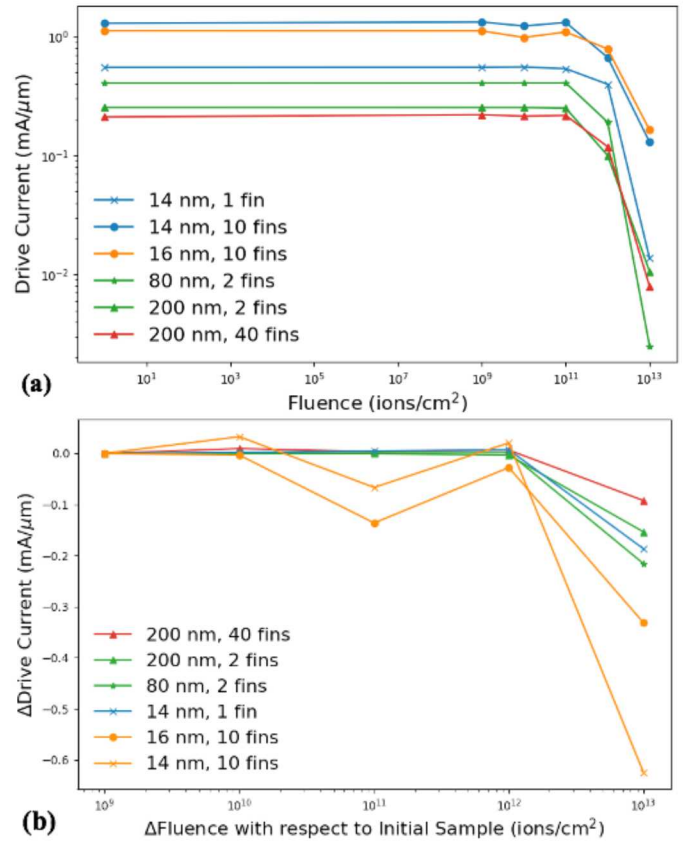 10⁰
10⁻¹
10⁻²
Drive Current (mA/μm)
14 nm, 1 fin
14 nm, 10 fins
16 nm, 10 fins
80 nm, 2 fins
200 nm, 2 fins
200 nm, 40 fins
10¹ 10³ 10⁵ 10⁷ 10⁹ 10¹¹ 10¹³
(a)
Fluence (ions/cm²)
0.0
−0.1
−0.2
−0.3
−0.4
−0.5
−0.6
ΔDrive Current (mA/μm)
200 nm, 40 fins
200 nm, 2 fins
80 nm, 2 fins
14 nm, 1 fin
16 nm, 10 fins
14 nm, 10 fins
10⁹ 10¹⁰ 10¹¹ 10¹² 10¹³
(b)
ΔFluence with respect to Initial Sample (ions/cm²)